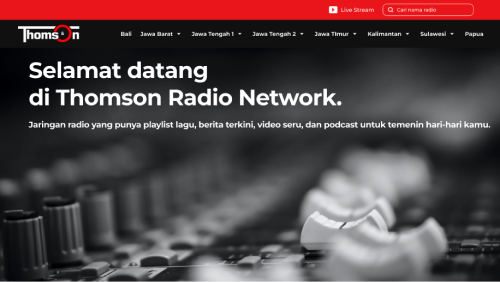 Live Stream
Cari nama radio
Thomson
Bali Jawa Barat Jawa Tengah 1 Jawa Tengah 2 Jawa TImur Kalimantan Sulawesi Papua
Selamat datang
di Thomson Radio Network.
Jaringan radio yang punya playlist lagu, berita terkini, video seru, dan podcast untuk temenin hari-hari kamu.